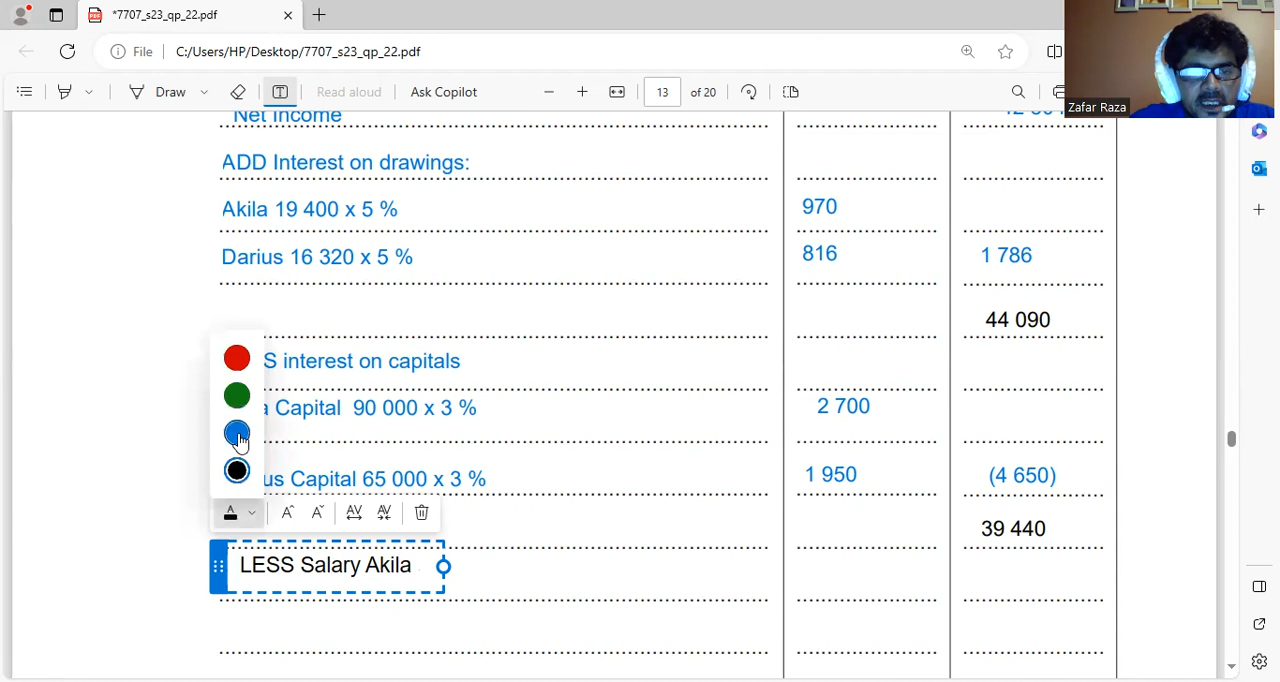 *7707_s23_qp_22.pdf
File C:/Users/HP/Desktop/7707_s23_qp_22.pdf
Draw Read aloud Ask Copilot 13 of 20
Zafar Raza
Net Income
ADD Interest on drawings:
Akila 19 400 x 5 % 970
Darius 16 320 x 5 % 816 1 786
44 090
S interest on capitals
a Capital 90 000 x 3 % 2 700
us Capital 65 000 x 3 % 1 950 (4 650)
39 440
LESS Salary Akila